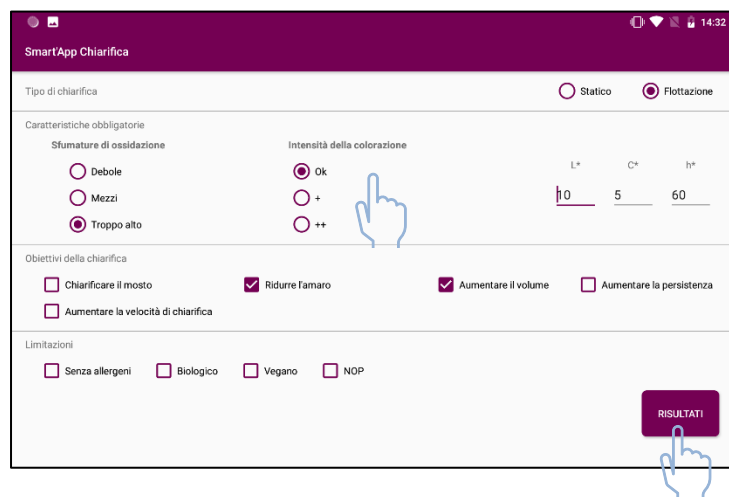 14:32
Smart'App Chiarifica
Tipo di chiarifica
Statico
Flottazione
Caratteristiche obbligatorie
Sfumature di ossidazione
Intensità della colorazione
Debole
Ok
L*
C*
h*
Mezzi
+
10
5
60
Troppo alto
++
Obiettivi della chiarifica
Chiarificare il mosto
Ridurre l'amaro
Aumentare il volume
Aumentare la persistenza
Aumentare la velocità di chiarifica
Limitazioni
Senza allergeni
Biologico
Vegano
NOP
RISULTATI